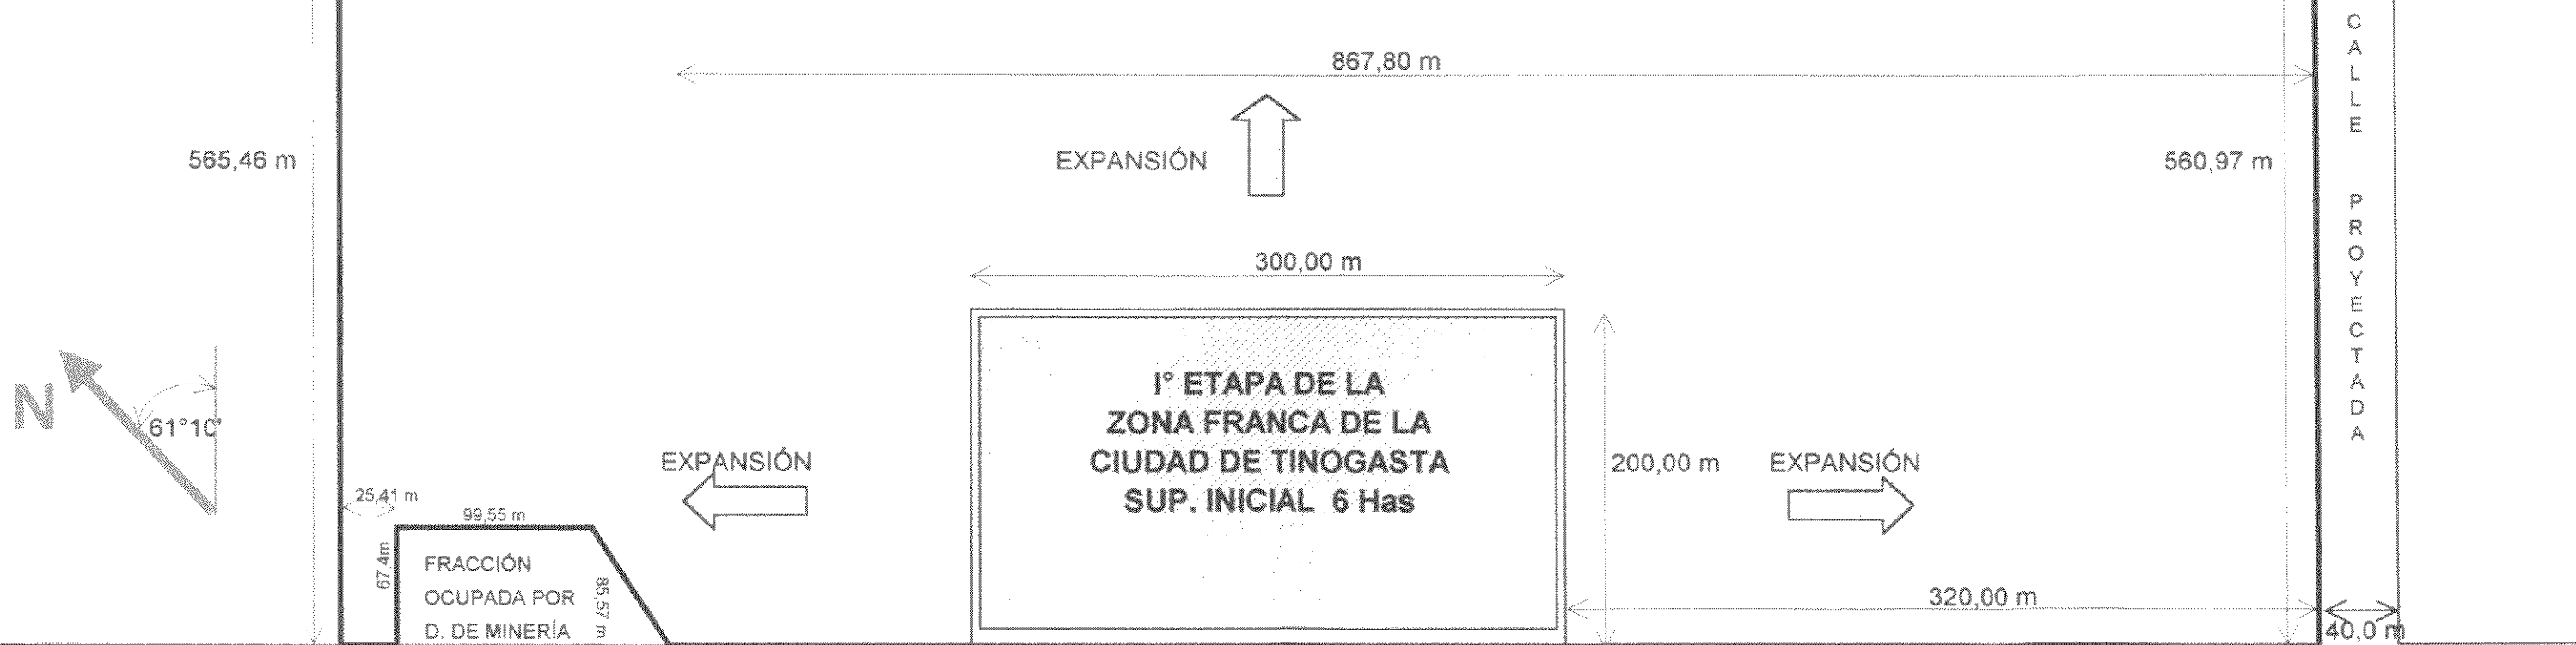 867,80 m
565,46 m
EXPANSIÓN
560,97 m
CALLE PROYECTADA
300,00 m
N
61°10'
I° ETAPA DE LA
ZONA FRANCA DE LA
CIUDAD DE TINOGASTA
SUP. INICIAL 6 Has
EXPANSIÓN
200,00 m
EXPANSIÓN
25,41 m
99,55 m
67,4m
FRACCIÓN
OCUPADA POR
D. DE MINERÍA
85,57 m
320,00 m
40,0 m